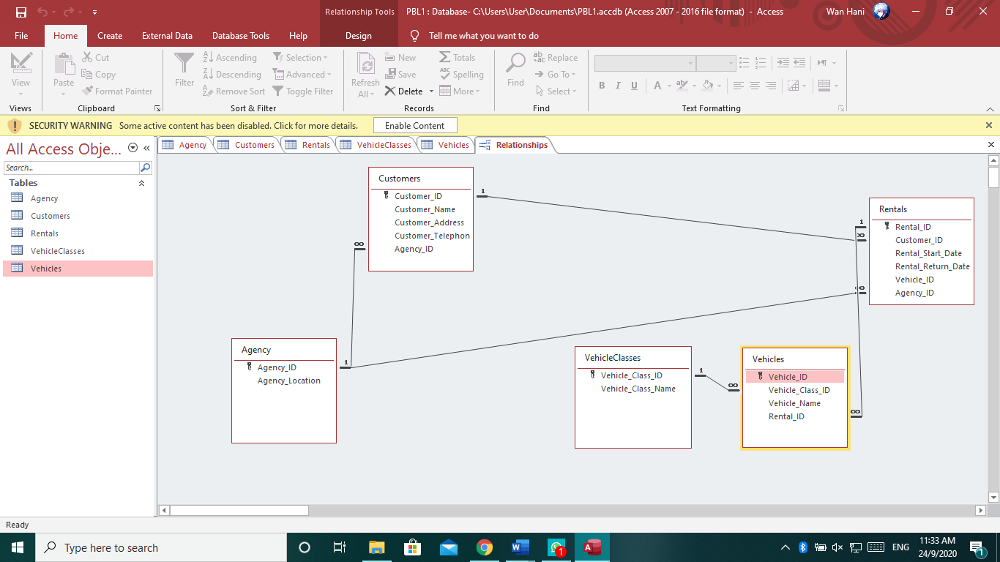 Relationship Tools
PBL1 : Database- C:\Users\User\Documents\PBL1.accdb (Access 2007 - 2016 file format) - Access
Wan Hani
File Home Create External Data Database Tools Help Design Tell me what you want to do
View
Views
Paste
Cut
Copy
Format Painter
Clipboard
Filter
Ascending
Descending
Remove Sort
Selection
Advanced
Toggle Filter
Sort & Filter
Refresh
All
New
Save
Delete
Totals
Spelling
More
Records
Find
Replace
Go To
Select
Find
B I U A
Text Formatting
SECURITY WARNING Some active content has been disabled. Click for more details. Enable Content
All Access Obje...
Search...
Tables
Agency
Customers
Rentals
VehicleClasses
Vehicles
Agency Customers Rentals VehicleClasses Vehicles Relationships
Customers
Customer_ID
Customer_Name
Customer_Address
Customer_Telephon
Agency_ID
1
∞
Rentals
Rental_ID
Customer_ID
Rental_Start_Date
Rental_Return_Date
Vehicle_ID
Agency_ID
1
∞
∞
Agency
Agency_ID
Agency_Location
1
VehicleClasses
Vehicle_Class_ID
Vehicle_Class_Name
1
∞
Vehicles
Vehicle_ID
Vehicle_Class_ID
Vehicle_Name
Rental_ID
∞
Ready
Type here to search
W
1
A
ENG
11:33 AM
24/9/2020
1